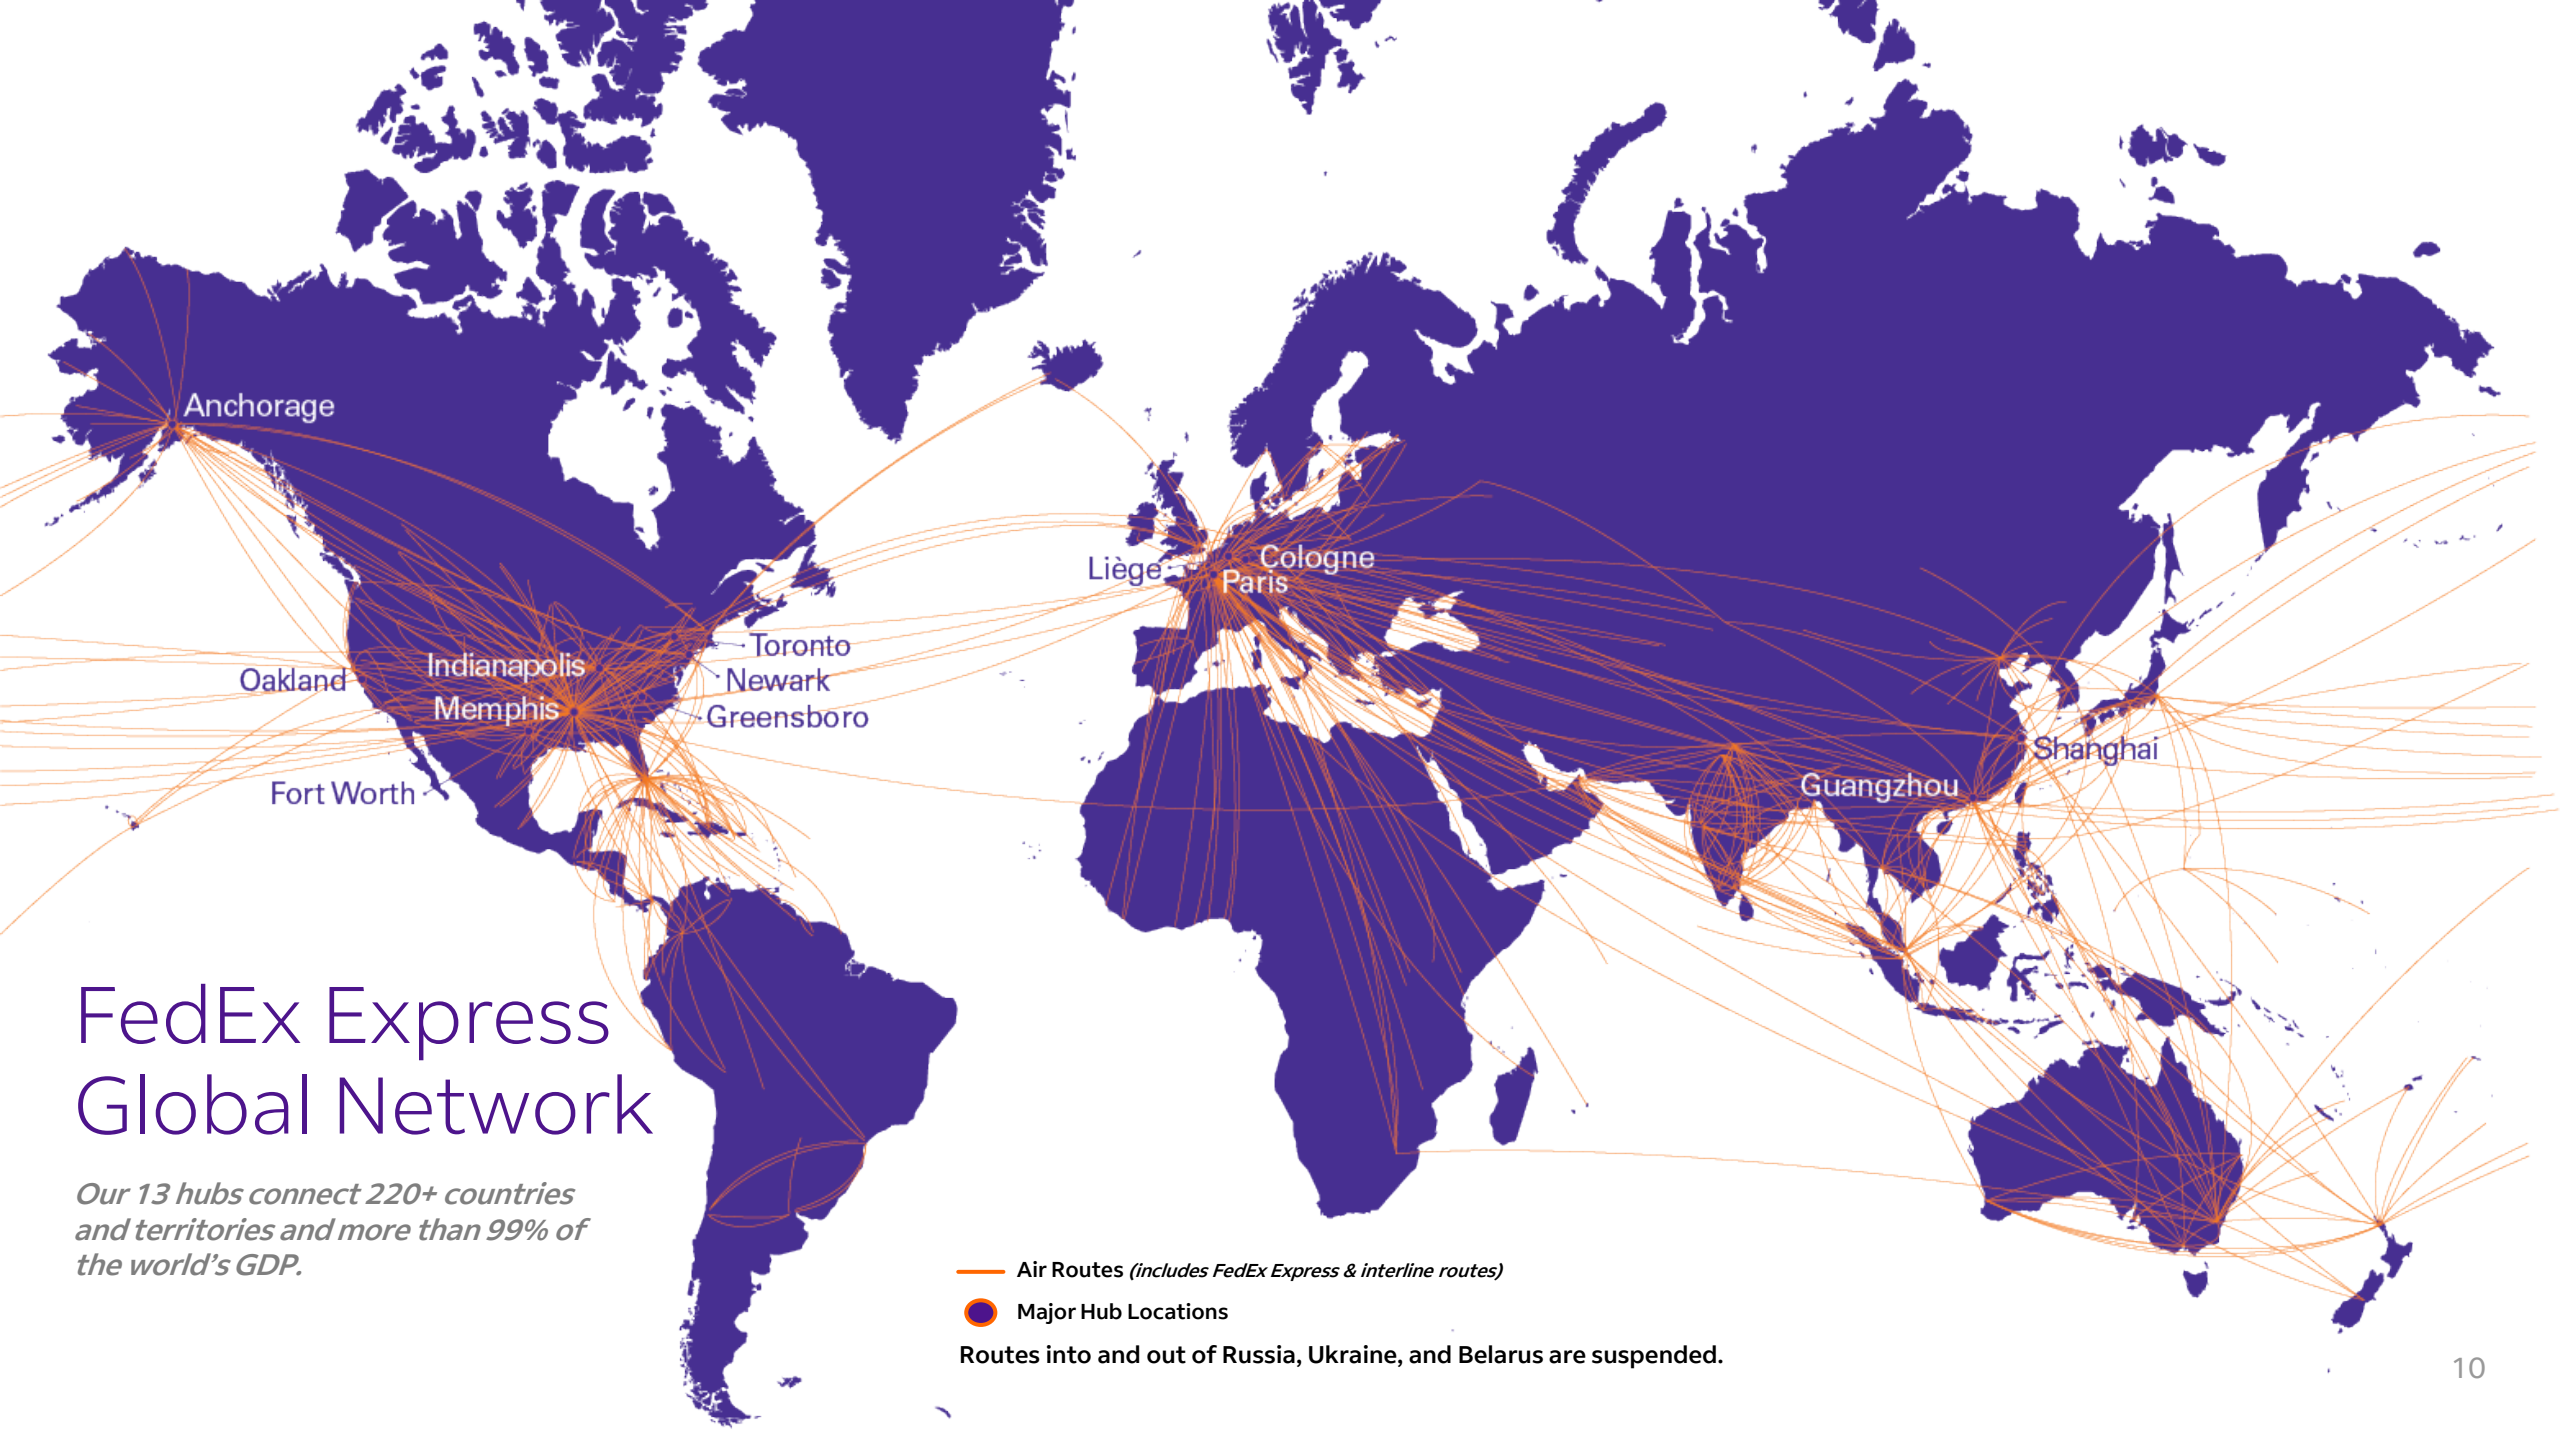 Anchorage
Cologne
Liège
Paris
Toronto
Indianapolis
Oakland
Newark
Memphis
Greensboro
Shanghai
Guangzhou
Fort Worth
FedEx Express
Global Network
Our 13 hubs connect 220+ countries
and territories and more than 99% of
the world’s GDP.
Air Routes (includes FedEx Express & interline routes)
Major Hub Locations
Routes into and out of Russia, Ukraine, and Belarus are suspended.
10